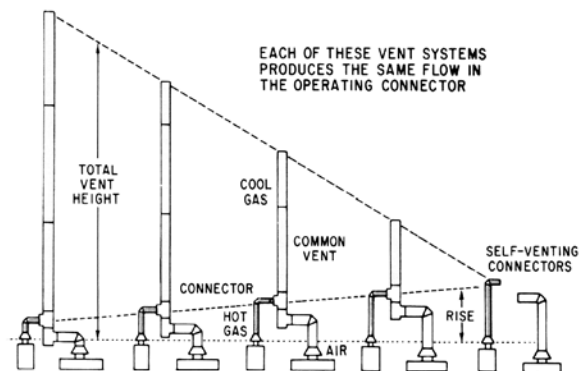 EACH OF THESE VENT SYSTEMS
PRODUCES THE SAME FLOW IN
THE OPERATING CONNECTOR
TOTAL
VENT
HEIGHT
COOL
GAS
COMMON
VENT
SELF-VENTING
CONNECTORS
CONNECTOR
HOT
GAS
RISE
AIR